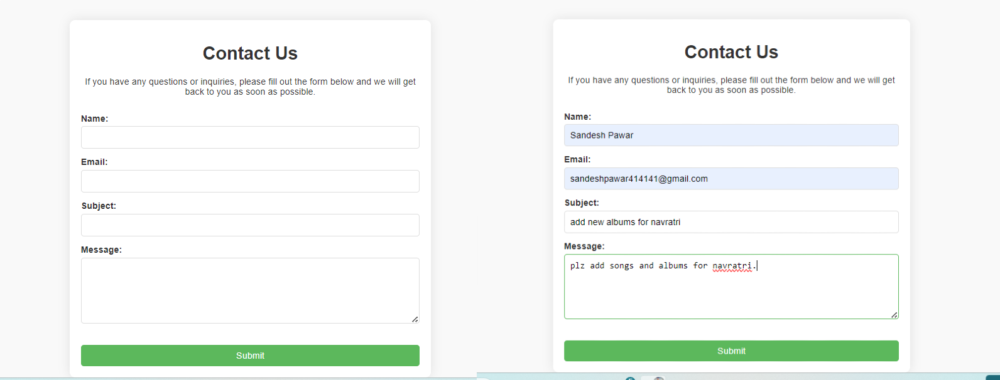 Contact Us
If you have any questions or inquiries, please fill out the form below and we will get
back to you as soon as possible.
Name:
Email:
Subject:
Message:
Submit
Contact Us
If you have any questions or inquiries, please fill out the form below and we will get
back to you as soon as possible.
Name:
Sandesh Pawar
Email:
sandeshpawar414141@gmail.com
Subject:
add new albums for navratri
Message:
plz add songs and albums for navratri.
Submit